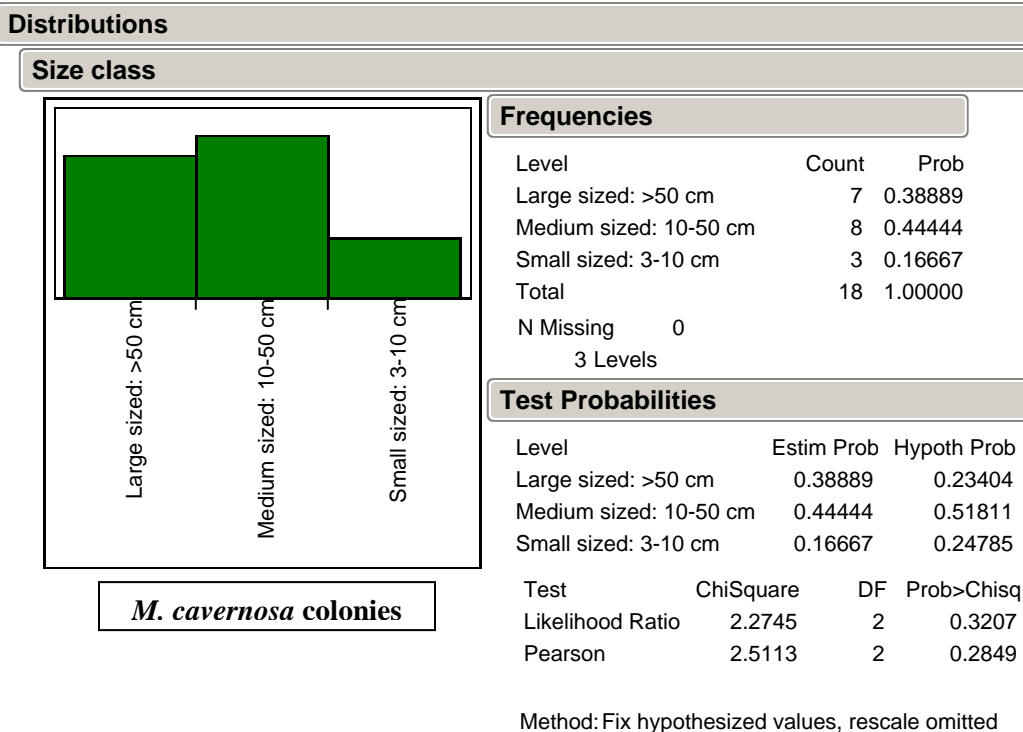 Distributions
Size class
Large sized: >50 cm
Medium sized: 10-50 cm
Small sized: 3-10 cm
M. cavernosa colonies
Frequencies
Level Count Prob
Large sized: >50 cm 7 0.38889
Medium sized: 10-50 cm 8 0.44444
Small sized: 3-10 cm 3 0.16667
Total 18 1.00000
N Missing 0
3 Levels
Test Probabilities
Level Estim Prob Hypoth Prob
Large sized: >50 cm 0.38889 0.23404
Medium sized: 10-50 cm 0.44444 0.51811
Small sized: 3-10 cm 0.16667 0.24785
Test ChiSquare DF Prob>Chisq
Likelihood Ratio 2.2745 2 0.3207
Pearson 2.5113 2 0.2849
Method: Fix hypothesized values, rescale omitted